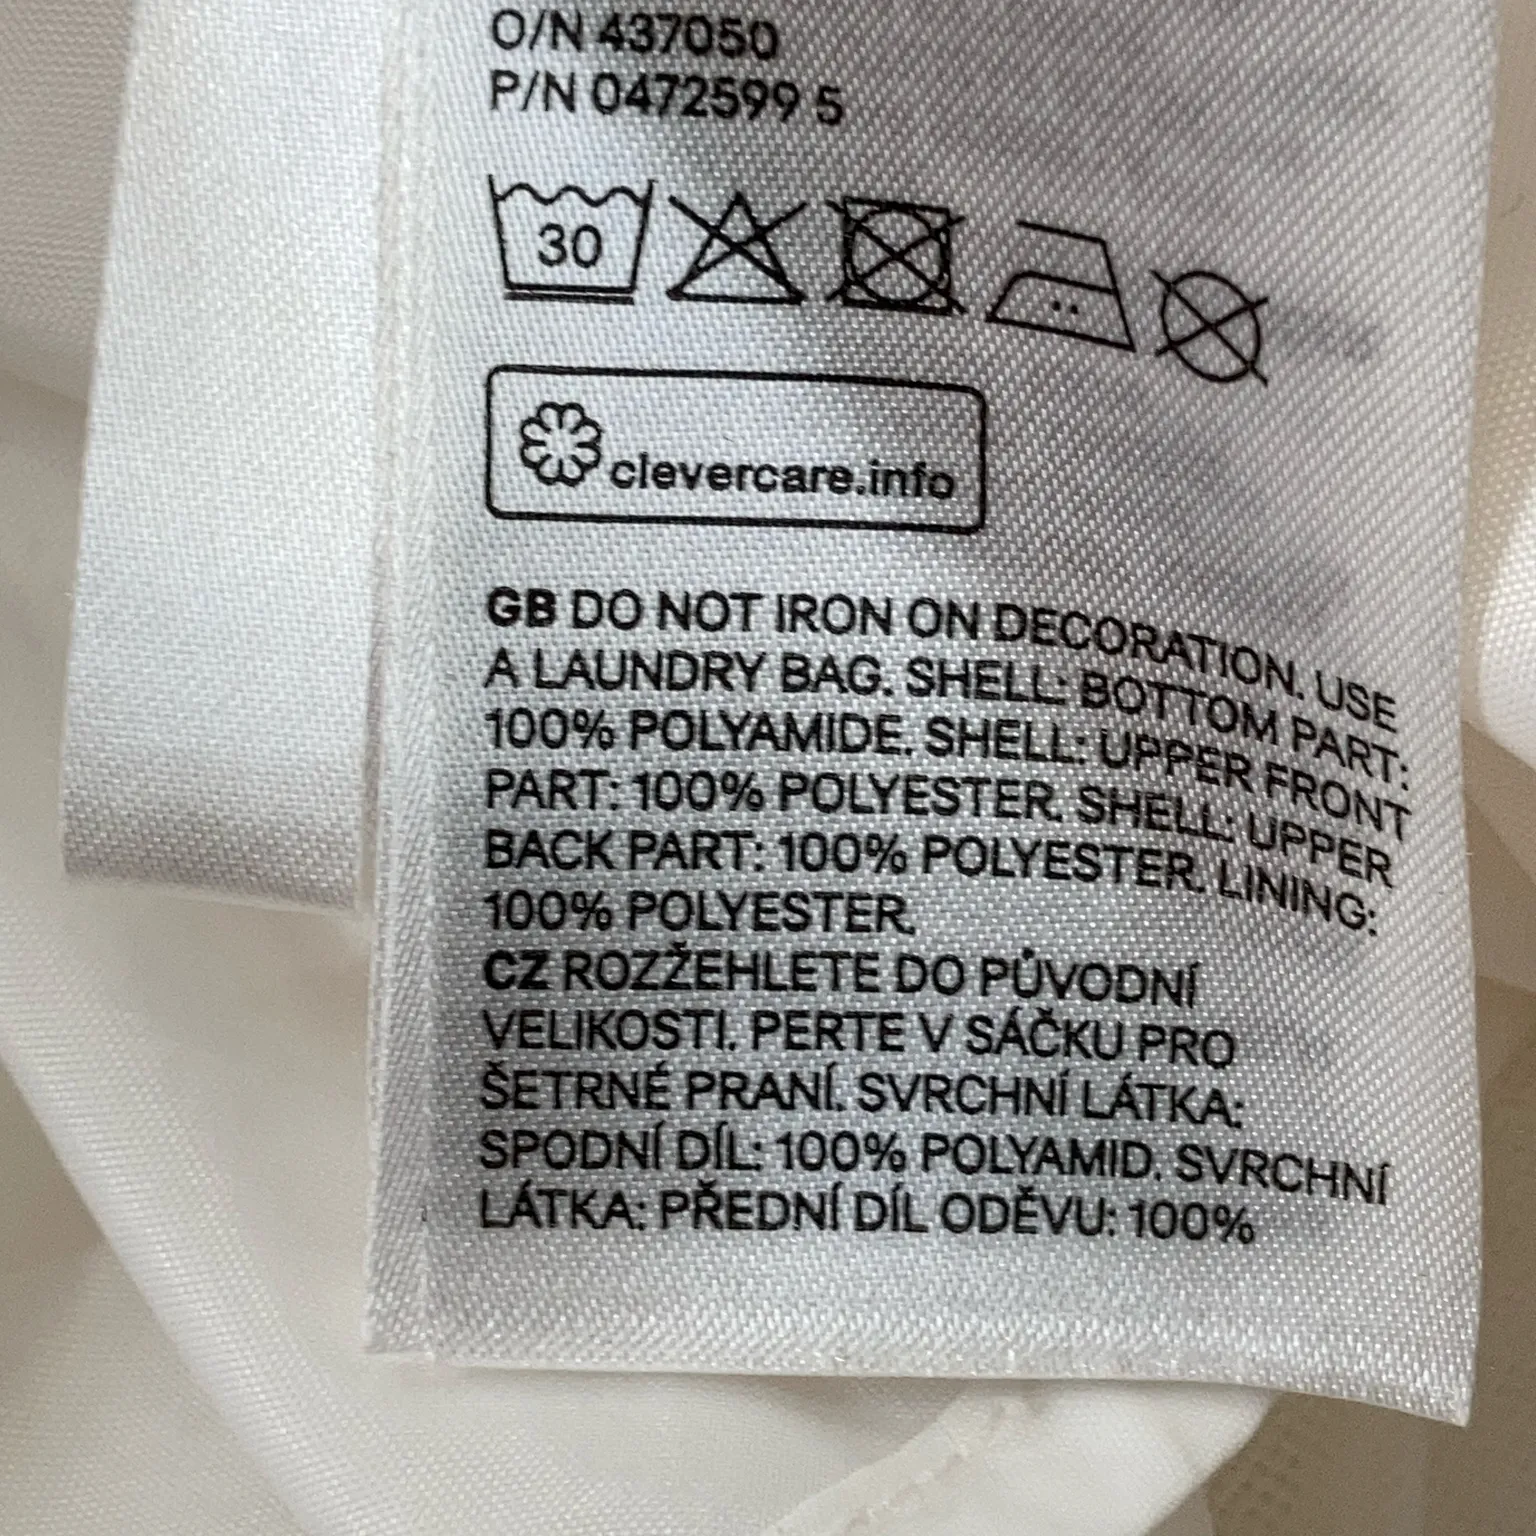 O/N 437050
P/N 0472599 5
30
clevercare.info
GB DO NOT IRON ON DECORATION. USE
A LAUNDRY BAG. SHELL: BOTTOM PART:
100% POLYAMIDE. SHELL: UPPER FRONT
PART: 100% POLYESTER. SHELL: UPPER
BACK PART: 100% POLYESTER. LINING:
100% POLYESTER.
CZ ROZŽEHLETE DO PŮVODNÍ
VELIKOSTI. PERTE V SÁČKU PRO
ŠETRNÉ PRANÍ. SVRCHNÍ LÁTKA:
SPODNÍ DÍL: 100% POLYAMID. SVRCHNÍ
LÁTKA: PŘEDNÍ DÍL ODĚVU: 100%